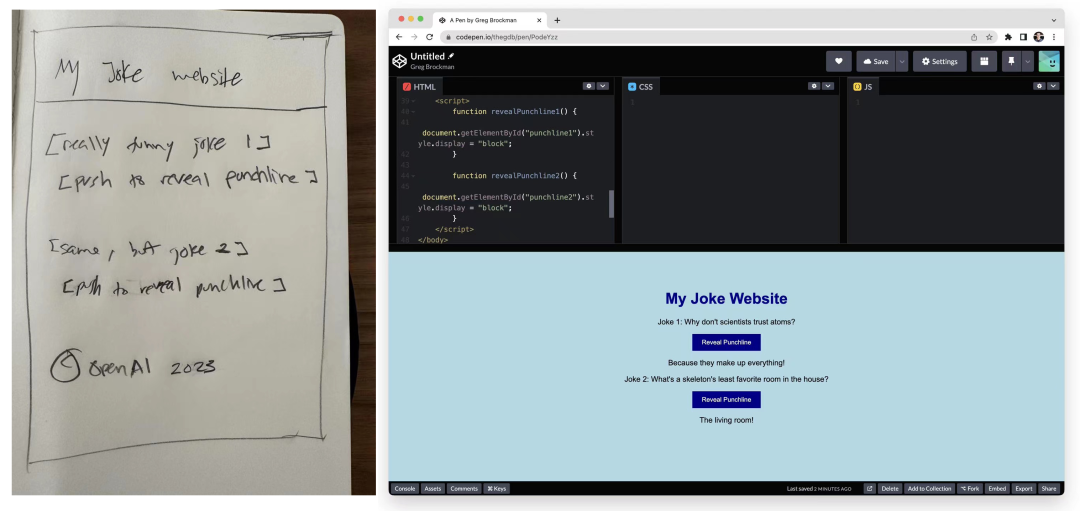 My Joke website
[really funny joke 1]
[push to reveal punchline]
[same, but joke 2]
[push to reveal punchline]
© OpenAI 2023
A Pen by Greg Brockman
codepen.io/thegdb/pen/PodeYzz
Untitled
Greg Brockman
Save
Settings
HTML
39 <script>
40 function revealPunchline1() {
41
document.getElementById("punchline1").st
yle.display = "block";
42 }
43
44 function revealPunchline2() {
45
document.getElementById("punchline2").st
yle.display = "block";
46 }
47 </script>
48 </body>
CSS
1
JS
1
My Joke Website
Joke 1: Why don't scientists trust atoms?
Reveal Punchline
Because they make up everything!
Joke 2: What's a skeleton's least favorite room in the house?
Reveal Punchline
The living room!
Console Assets Comments ⌘ Keys
Last saved 2 MINUTES AGO Delete Add to Collection ⌥ Fork Embed Export Share